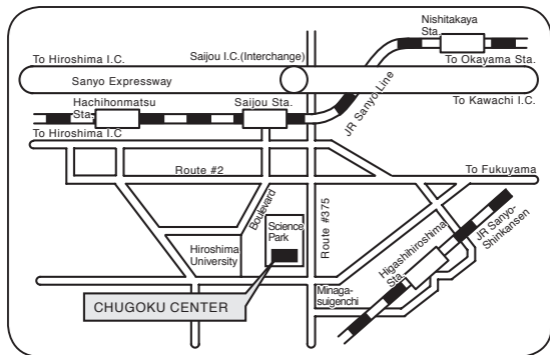 Nishitakaya
Sta.
To Hiroshima I.C.
Saijou I.C.(Interchange)
To Okayama Sta.
Sanyo Expressway
To Kawachi I.C.
Hachihonmatsu
Sta.
Saijou Sta.
JR Sanyo Line
To Hiroshima I.C
Route #2
To Fukuyama
Boulevard
Science
Park
Route #375
Hiroshima
University
Higashihiroshima
Sta.
JR Sanyo-
Shinkansen
Minaga-
suigenchi
CHUGOKU CENTER